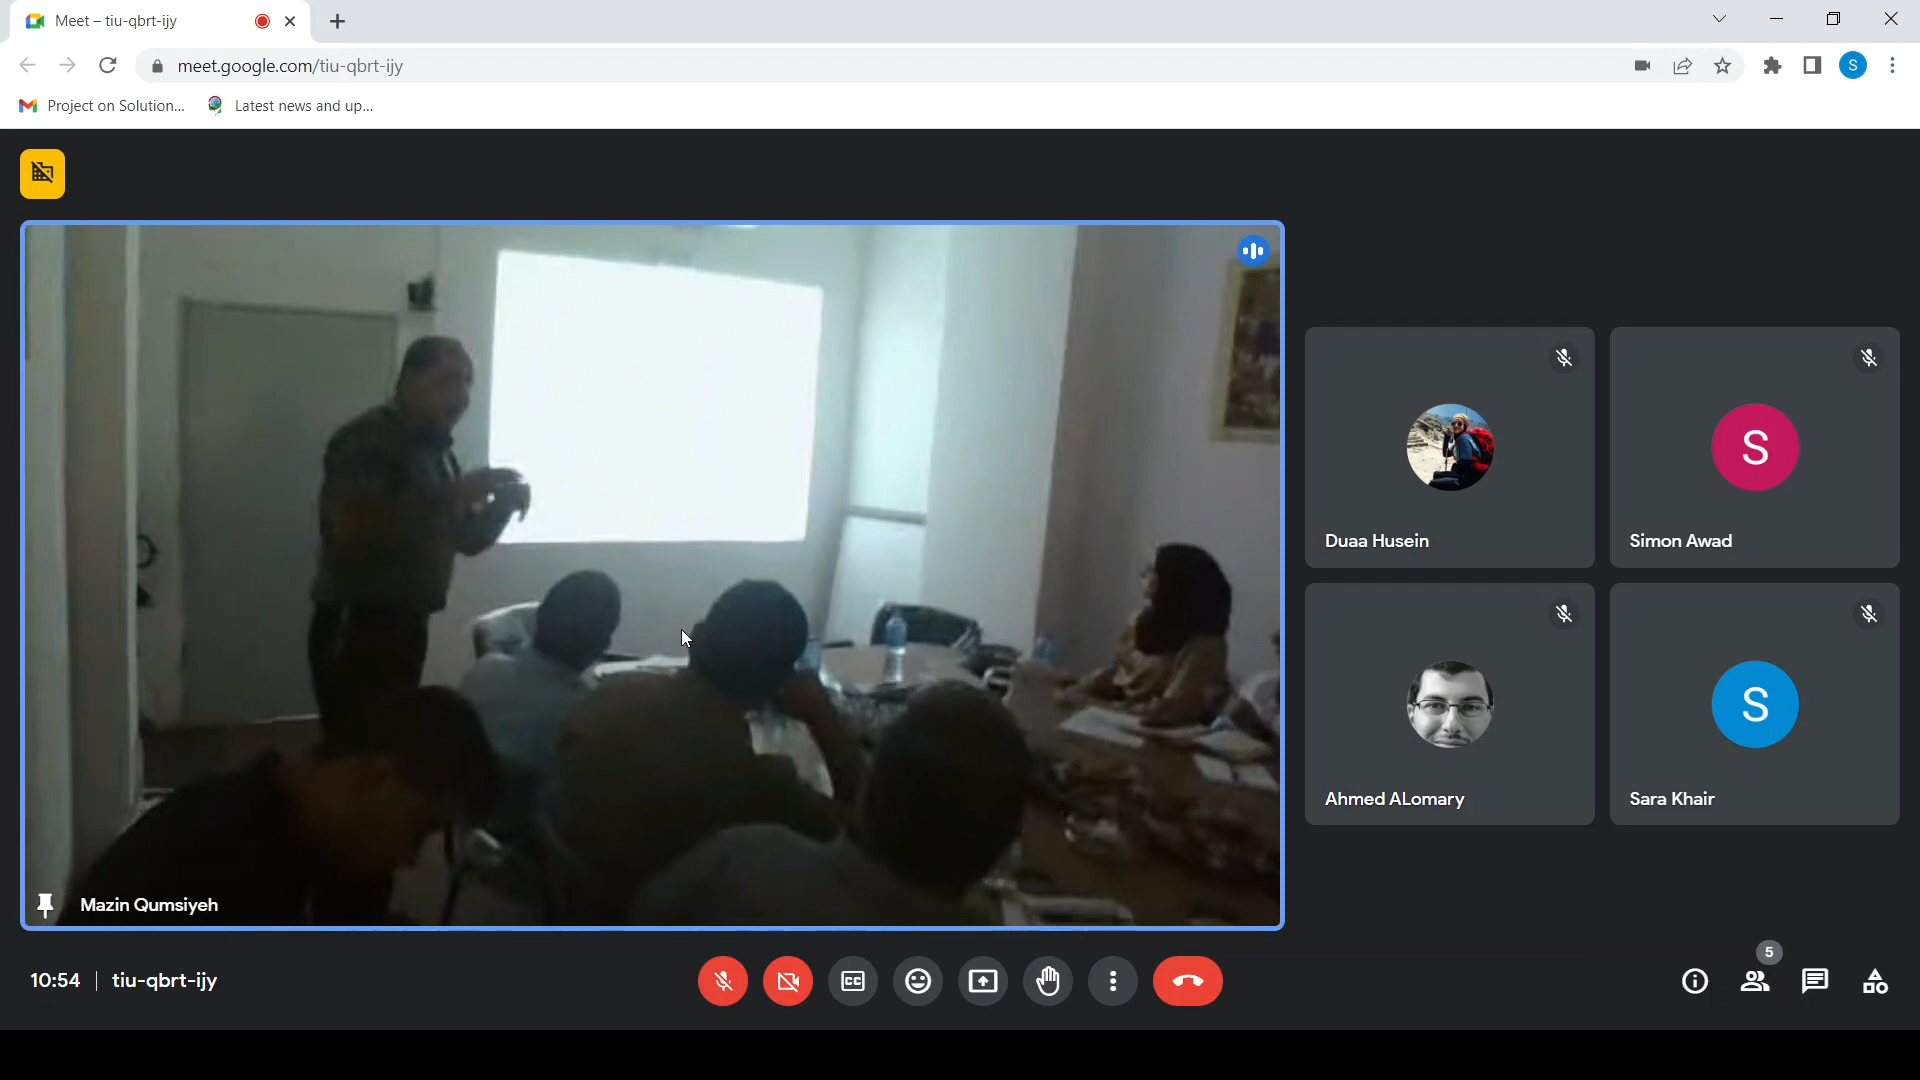 Meet – tiu-qbrt-ijy
meet.google.com/tiu-qbrt-ijy
S
Project on Solution...
Latest news and up...
Duaa Husein
S
Simon Awad
Ahmed ALomary
S
Sara Khair
Mazin Qumsiyeh
10:54 | tiu-qbrt-ijy
CC
5